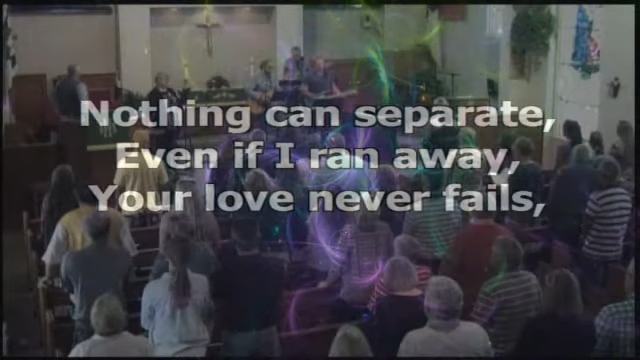 Nothing can separate,
Even if I ran away,
Your love never fails,